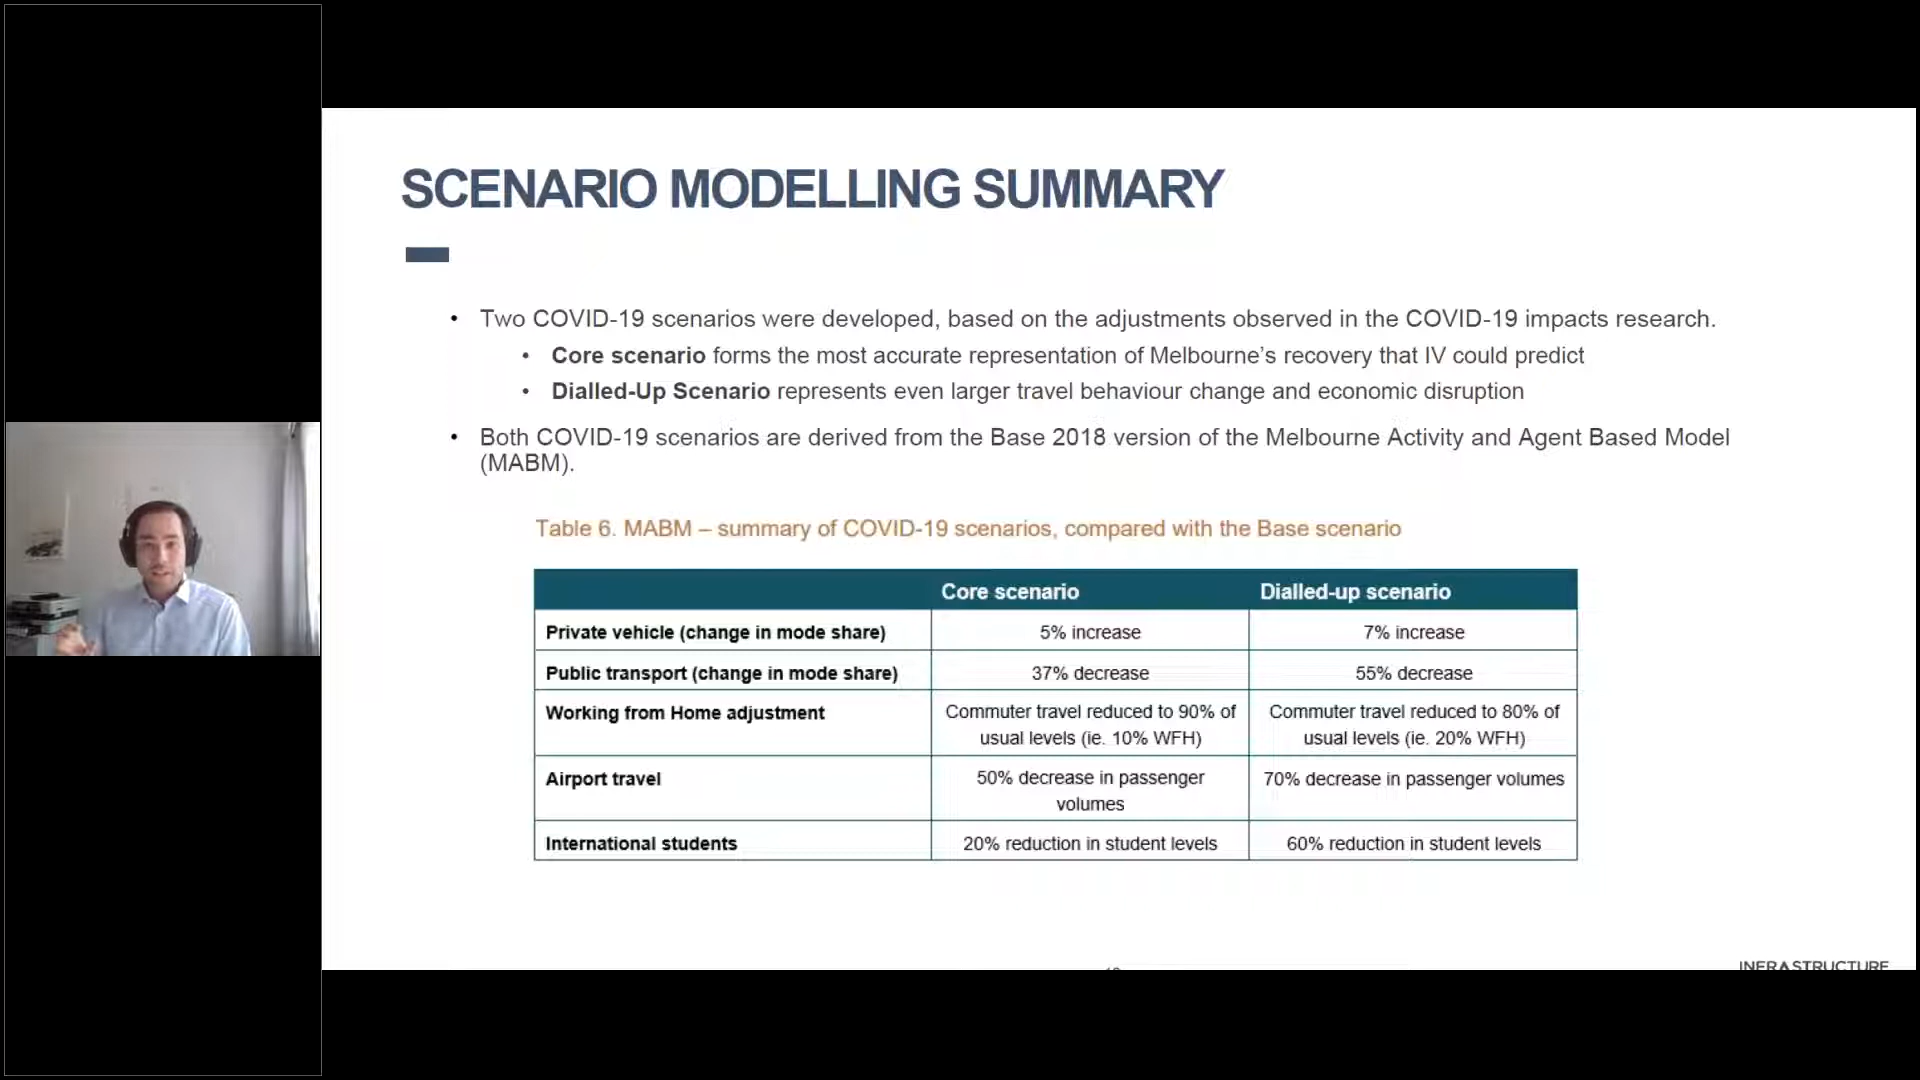 SCENARIO MODELLING SUMMARY
• Two COVID-19 scenarios were developed, based on the adjustments observed in the COVID-19 impacts research.
• Core scenario forms the most accurate representation of Melbourne's recovery that IV could predict
• Dialled-Up Scenario represents even larger travel behaviour change and economic disruption
• Both COVID-19 scenarios are derived from the Base 2018 version of the Melbourne Activity and Agent Based Model
(MABM).
Table 6. MABM – summary of COVID-19 scenarios, compared with the Base scenario
Core scenario Dialled-up scenario
Private vehicle (change in mode share) 5% increase 7% increase
Public transport (change in mode share) 37% decrease 55% decrease
Working from Home adjustment Commuter travel reduced to 90% of Commuter travel reduced to 80% of
usual levels (ie. 10% WFH) usual levels (ie. 20% WFH)
Airport travel 50% decrease in passenger 70% decrease in passenger volumes
volumes
International students 20% reduction in student levels 60% reduction in student levels
INFRASTRUCTURE